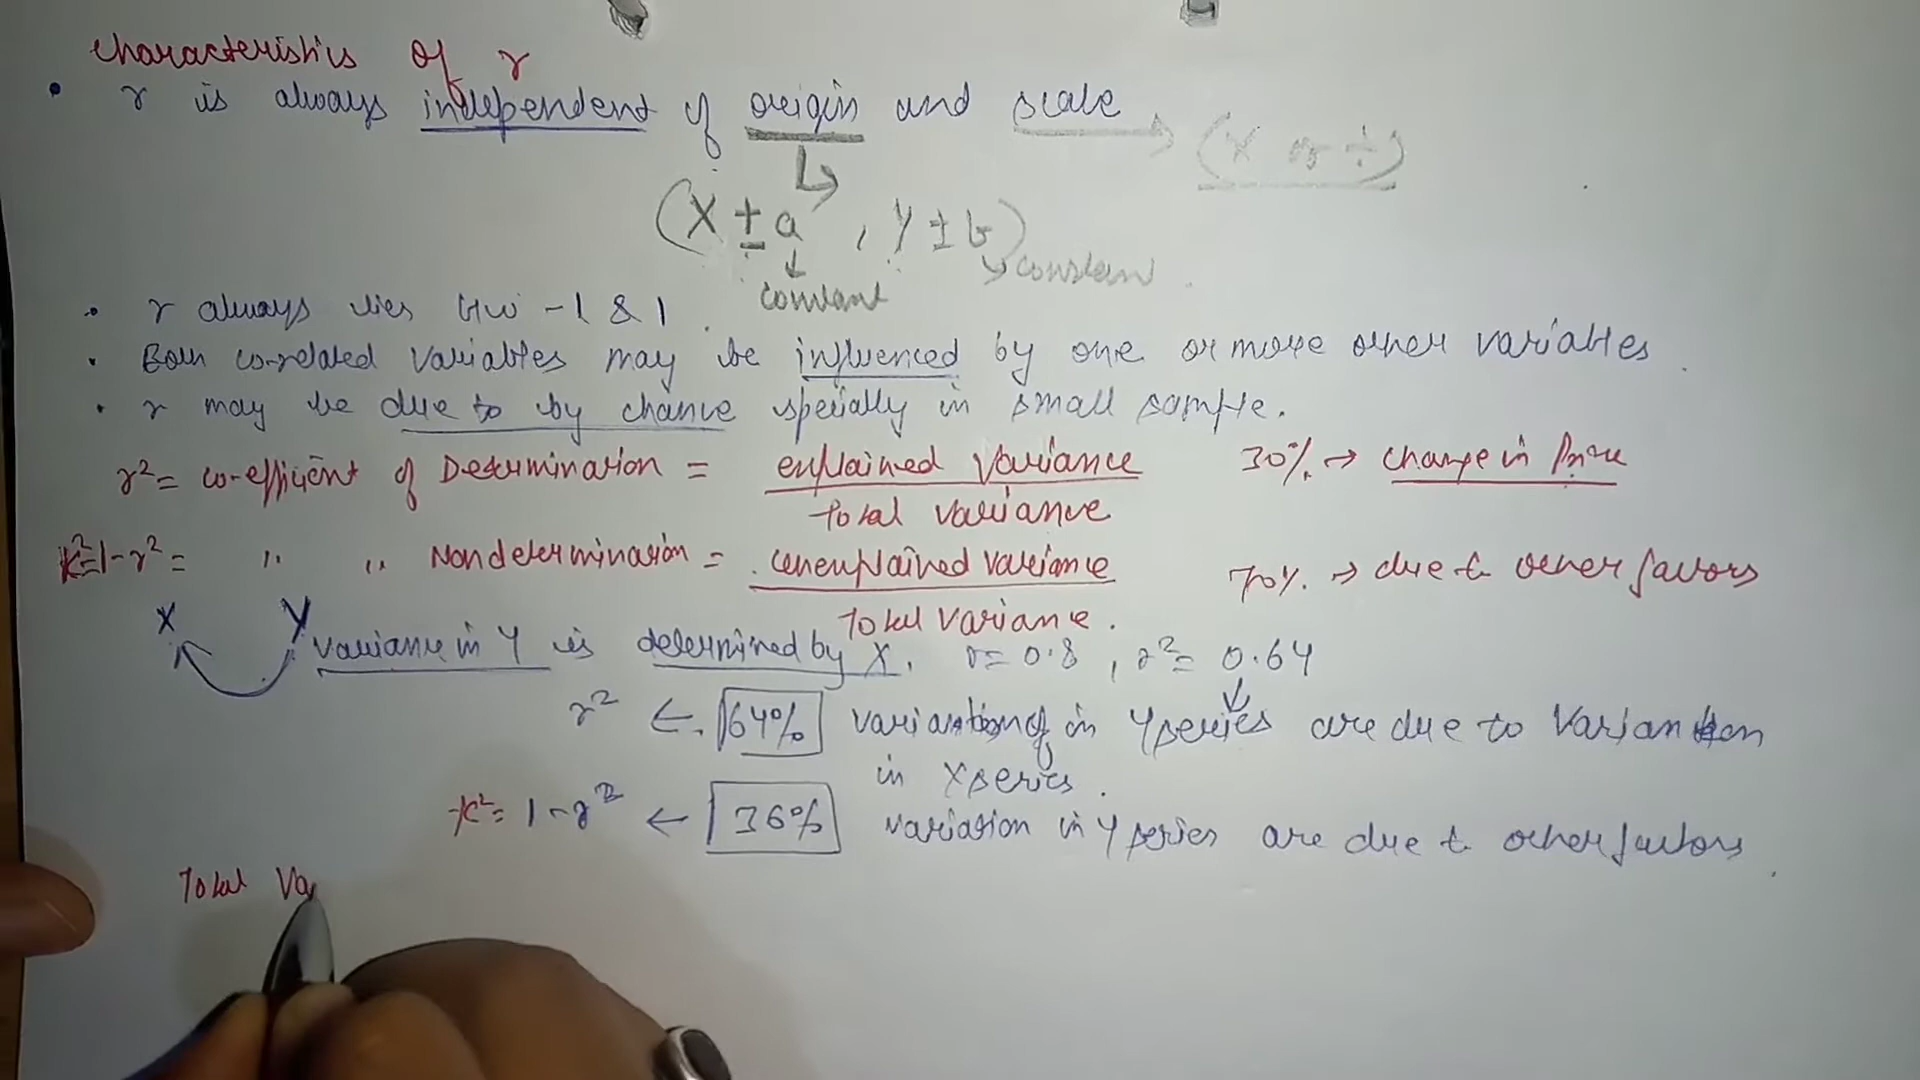 characteristics of r
• r is always independent of origin and scale → (X or ÷)
(X ± a , Y ± b)
constant
constan
• r always lies btw -1 & 1.
• Both co-related variables may be influenced by one or more other variables.
• r may be due to by chance specially in small sample.
r² = co-efficient of Determination = explained variance / Total variance 30% → change in Price
k²=1-r² = " " Nondetermination = unexplained variance / Total variance. 70% → due to other factors
X Y
variance in Y is determined by X. r=0.8, r²= 0.64
r² ← 64% variation in Y series are due to variation
in X series.
k²= 1-r² ← 36% variation in Y series are due to other factors.
Total Va